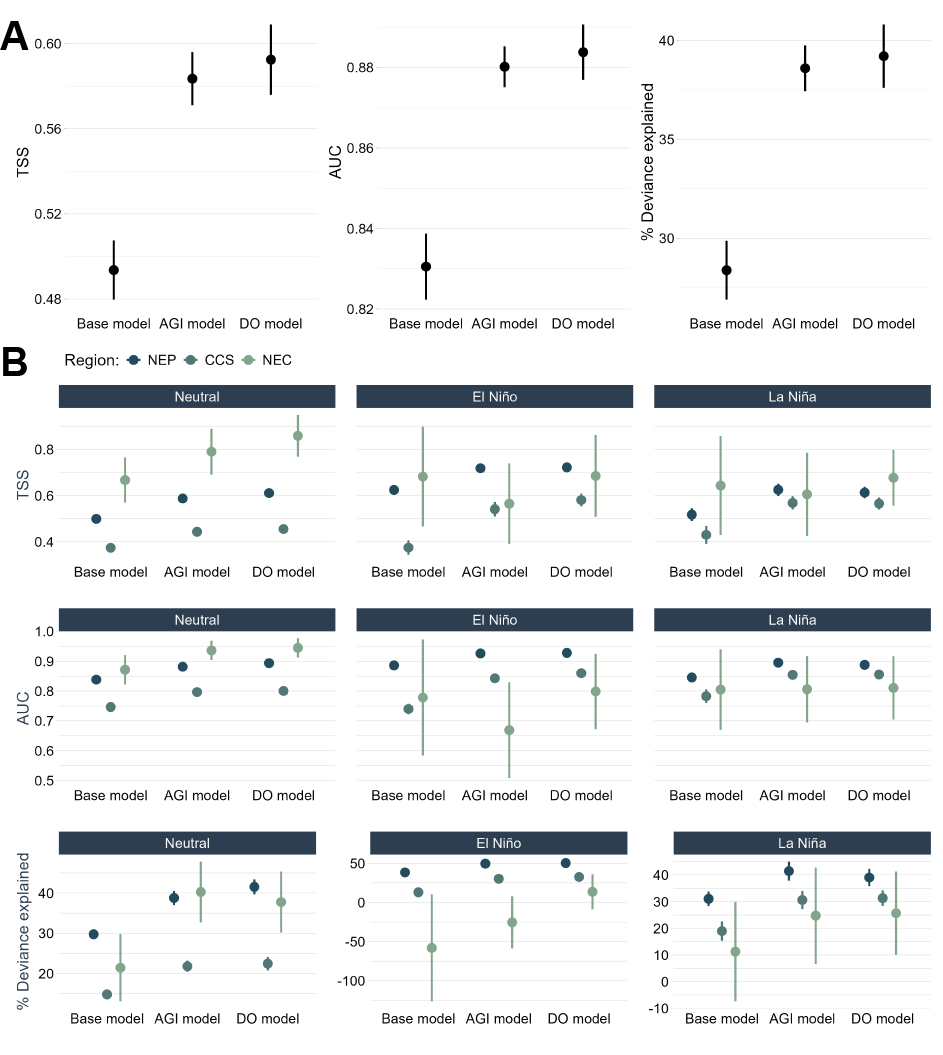 A
TSS
0.60
0.56
0.52
0.48
Base model AGI model DO model
AUC
0.88
0.86
0.84
0.82
Base model AGI model DO model
% Deviance explained
40
35
30
Base model AGI model DO model
B
Region: NEP CCS NEC
Neutral El Niño La Niña
TSS
0.8
0.6
0.4
Base model AGI model DO model Base model AGI model DO model Base model AGI model DO model
Neutral El Niño La Niña
AUC
1.0
0.9
0.8
0.7
0.6
0.5
Base model AGI model DO model Base model AGI model DO model Base model AGI model DO model
Neutral
% Deviance explained
40
30
20
Base model AGI model DO model
El Niño
50
0
-50
-100
Base model AGI model DO model
La Niña
40
30
20
10
0
-10
Base model AGI model DO model